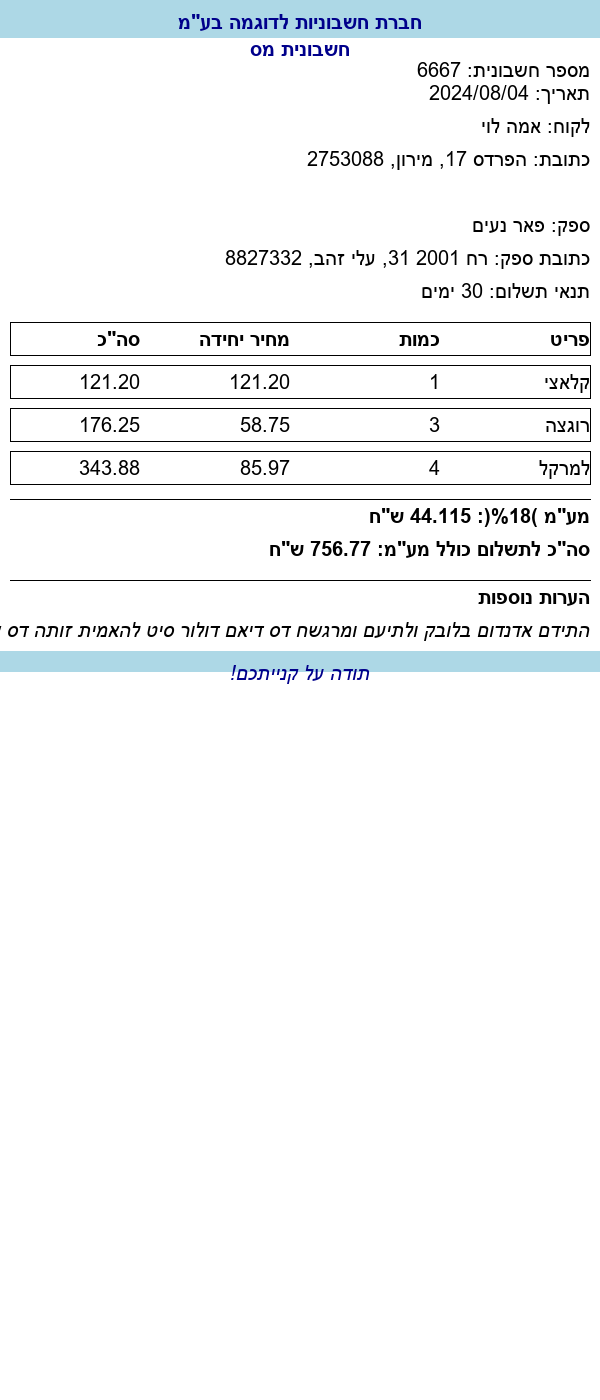 חברת חשבוניות לדוגמה בע"מ
חשבונית מס
מספר חשבונית: 6667
תאריך: 2024/08/04
לקוח: אמה לוי
כתובת: הפרדס 17, מירון, 2753088
ספק: פאר נעים
כתובת ספק: רח 2001 31, עלי זהב, 8827332
תנאי תשלום: 30 ימים
פריט כמות מחיר יחידה סה"כ
קלאצי 1 121.20 121.20
רוגצה 3 58.75 176.25
למרקל 4 85.97 343.88
מע"מ )18%(: 115.44 ש"ח
סה"כ לתשלום כולל מע"מ: 756.77 ש"ח
הערות נוספות
התידם אדנדום בלובק ולתיעם ומרגשח דס דיאם דולור סיט להאמית זותה דס
תודה על קנייתכם!